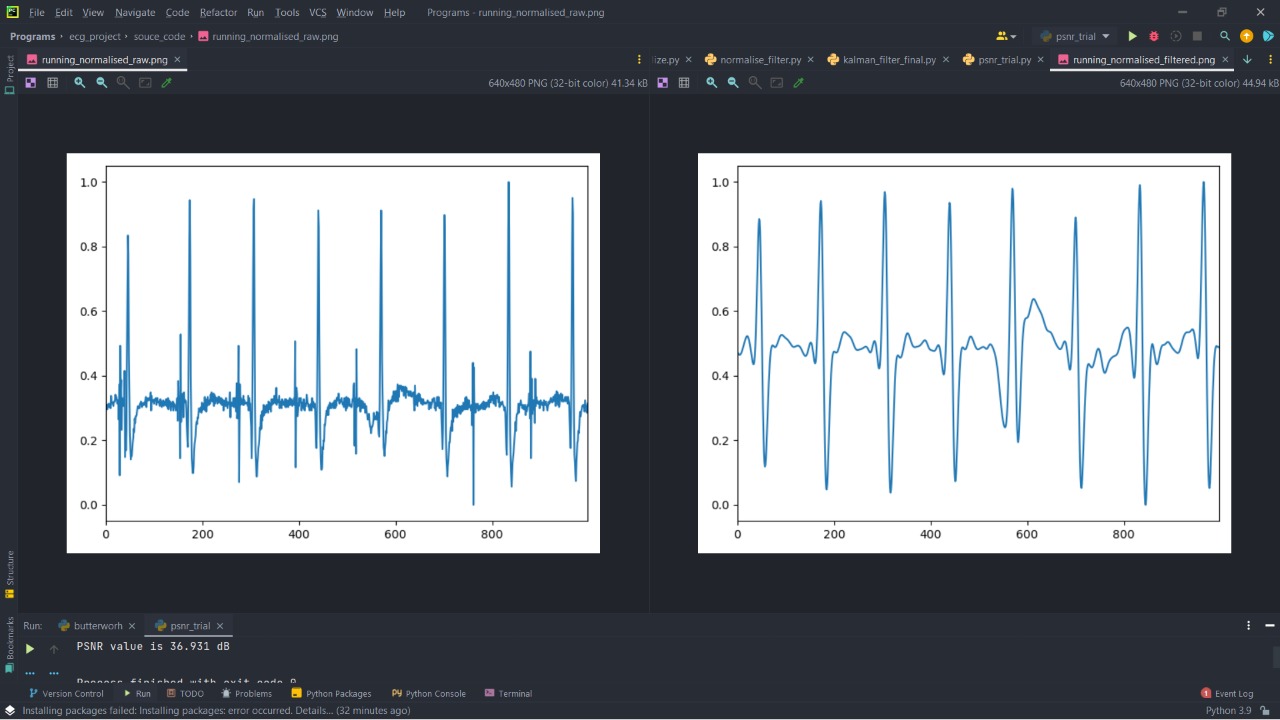 File Edit View Navigate Code Refactor Run Tools VCS Window Help Programs - running_normalised_raw.png
Programs ecg_project souce_code running_normalised_raw.png psnr_trial
Project
running_normalised_raw.png
ize.py normalise_filter.py kalman_filter_final.py psnr_trial.py running_normalised_filtered.png
640x480 PNG (32-bit color) 41.34 kB
640x480 PNG (32-bit color) 44.94 kB
1.0
0.8
0.6
0.4
0.2
0.0
0 200 400 600 800
1.0
0.8
0.6
0.4
0.2
0.0
0 200 400 600 800
Structure
Bookmarks
Run: butterworh psnr_trial
PSNR value is 36.931 dB
Process finished with exit code 0
Version Control Run TODO Problems Python Packages Python Console Terminal Event Log
Installing packages failed: Installing packages: error occurred. Details... (32 minutes ago) Python 3.9